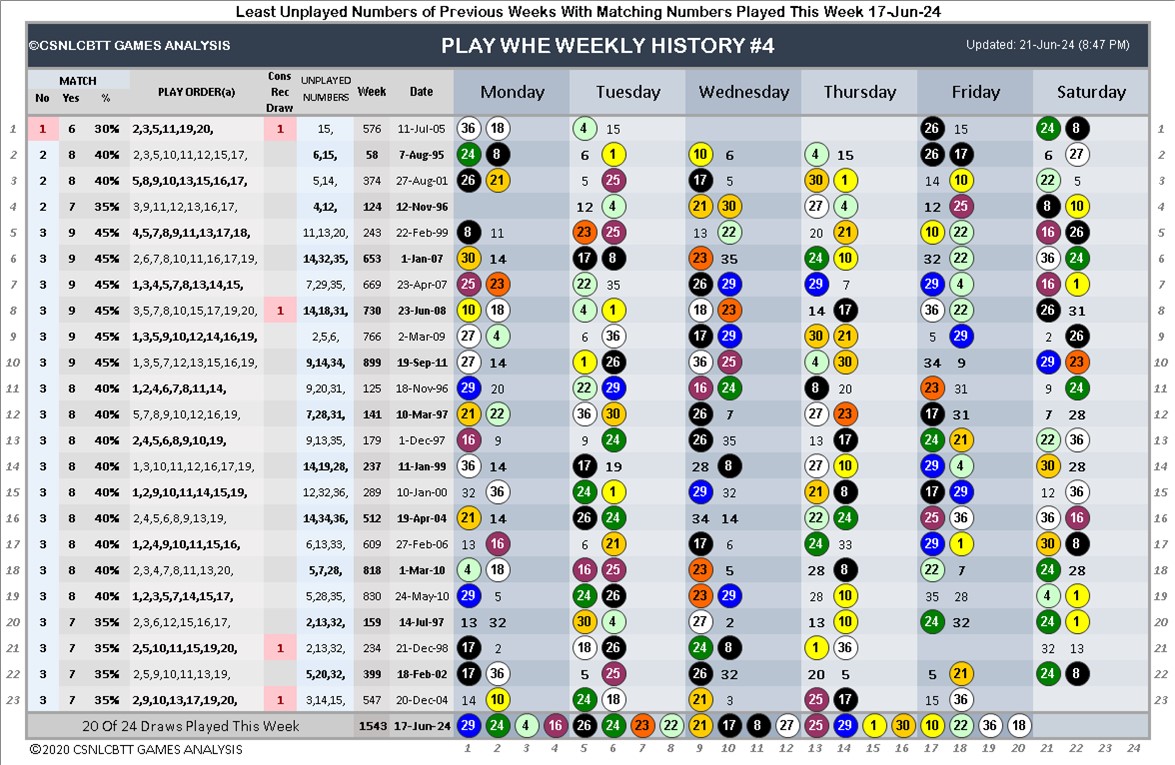 Least Unplayed Numbers of Previous Weeks With Matching Numbers Played This Week 17-Jun-24
©CSNLCBTT GAMES ANALYSIS PLAY WHE WEEKLY HISTORY #4 Updated: 21-Jun-24 (8:47 PM)
MATCH No Yes % PLAY ORDER(a) Cons Rec Draw UNPLAYED NUMBERS Week Date Monday Tuesday Wednesday Thursday Friday Saturday
1 1 6 30% 2,3,5,11,19,20, 1 15, 576 11-Jul-05 36 18 4 15 26 15 24 8 1
2 2 8 40% 2,3,5,10,11,12,15,17, 6,15, 58 7-Aug-95 24 8 6 1 10 6 4 15 26 17 6 27 2
3 2 8 40% 5,8,9,10,13,15,16,17, 5,14, 374 27-Aug-01 26 21 5 25 17 5 30 1 14 10 22 5 3
4 2 7 35% 3,9,11,12,13,16,17, 4,12, 124 12-Nov-96 12 4 21 30 27 4 12 25 8 10 4
5 3 9 45% 4,5,7,8,9,11,13,17,18, 11,13,20, 243 22-Feb-99 8 11 23 25 13 22 20 21 10 22 16 26 5
6 3 9 45% 2,6,7,8,10,11,16,17,19, 14,32,35, 653 1-Jan-07 30 14 17 8 23 35 24 10 32 22 36 24 6
7 3 9 45% 1,3,4,5,7,8,13,14,15, 7,29,35, 669 23-Apr-07 25 23 22 35 26 29 29 7 29 4 16 1 7
8 3 9 45% 3,5,7,8,10,15,17,19,20, 1 14,18,31, 730 23-Jun-08 10 18 4 1 18 23 14 17 36 22 26 31 8
9 3 9 45% 1,3,5,9,10,12,14,16,19, 2,5,6, 766 2-Mar-09 27 4 6 36 17 29 30 21 5 29 2 26 9
10 3 9 45% 1,3,5,7,12,13,15,16,19, 9,14,34, 899 19-Sep-11 27 14 1 26 36 25 4 30 34 9 29 23 10
11 3 8 40% 1,2,4,6,7,8,11,14, 9,20,31, 125 18-Nov-96 29 20 22 29 16 24 8 20 23 31 9 24 11
12 3 8 40% 5,7,8,9,10,12,16,19, 7,28,31, 141 10-Mar-97 21 22 36 30 26 7 27 23 17 31 7 28 12
13 3 8 40% 2,4,5,6,8,9,10,19, 9,13,35, 179 1-Dec-97 16 9 9 24 26 35 13 17 24 21 22 36 13
14 3 8 40% 1,3,10,11,12,16,17,19, 14,19,28, 237 11-Jan-99 36 14 17 19 28 8 27 10 29 4 30 28 14
15 3 8 40% 1,2,9,10,11,14,15,19, 12,32,36, 289 10-Jan-00 32 36 24 1 29 32 21 8 17 29 12 36 15
16 3 8 40% 2,4,5,6,8,9,13,19, 14,34,36, 512 19-Apr-04 21 14 26 24 34 14 22 24 25 36 36 16 16
17 3 8 40% 1,2,4,9,10,11,15,16, 6,13,33, 609 27-Feb-06 13 16 6 21 17 6 24 33 29 1 30 8 17
18 3 8 40% 2,3,4,7,8,11,13,20, 5,7,28, 818 1-Mar-10 4 18 16 25 23 5 28 8 22 7 24 28 18
19 3 8 40% 1,2,3,5,7,14,15,17, 5,28,35, 830 24-May-10 29 5 24 26 23 29 28 10 35 28 4 1 19
20 3 7 35% 2,3,6,12,15,16,17, 2,13,32, 159 14-Jul-97 13 32 30 4 27 2 13 10 24 32 24 1 20
21 3 7 35% 2,5,10,11,15,19,20, 1 2,13,32, 234 21-Dec-98 17 2 18 26 24 8 1 36 32 13 21
22 3 7 35% 2,5,9,10,11,13,19, 5,20,32, 399 18-Feb-02 17 36 5 25 26 32 20 5 5 21 24 8 22
23 3 7 35% 2,9,10,13,17,19,20, 1 3,14,15, 547 20-Dec-04 14 10 24 18 21 3 25 17 15 36 23
20 Of 24 Draws Played This Week 1543 17-Jun-24 29 24 4 16 26 24 23 22 21 17 8 27 25 29 1 30 10 22 36 18
©2020 CSNLCBTT GAMES ANALYSIS 1 2 3 4 5 6 7 8 9 10 11 12 13 14 15 16 17 18 19 20 21 22 23 24